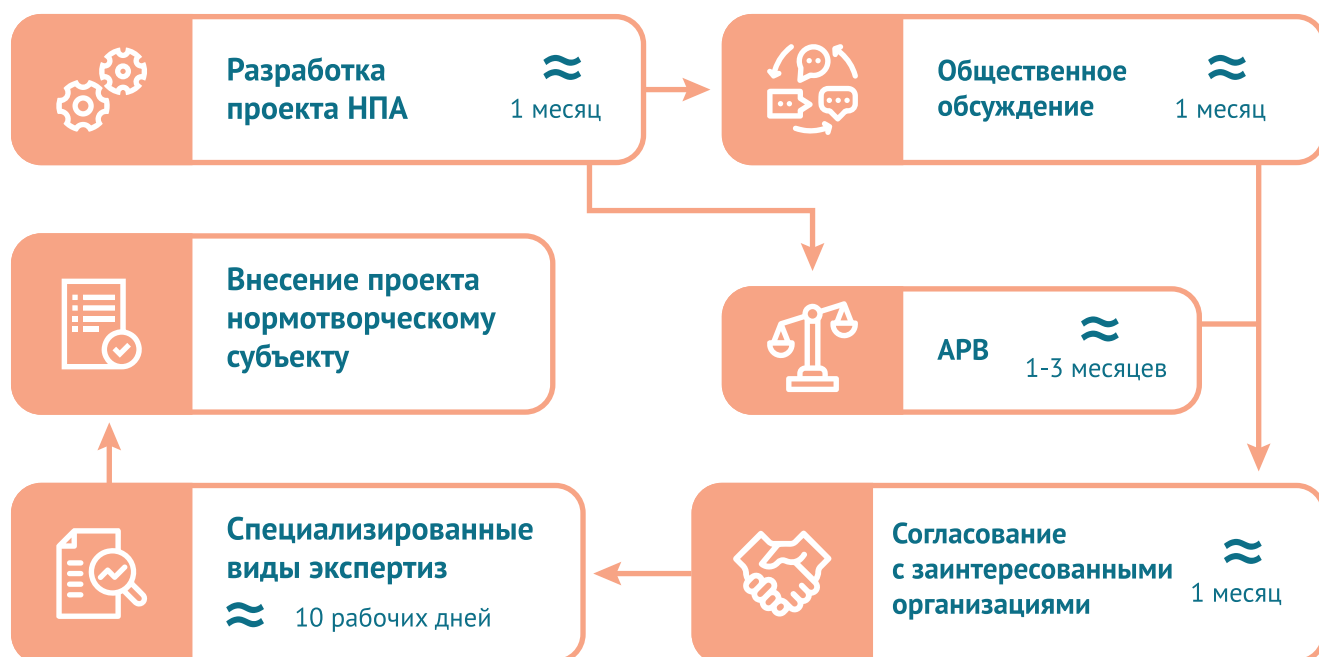 Разработка
проекта НПА
≈
1 месяц
Общественное
обсуждение
≈
1 месяц
АРВ
≈
1-3 месяцев
Согласование
с заинтересованными
организациями
≈
1 месяц
Специализированные
виды экспертиз
≈ 10 рабочих дней
Внесение проекта
нормотворческому
субъекту